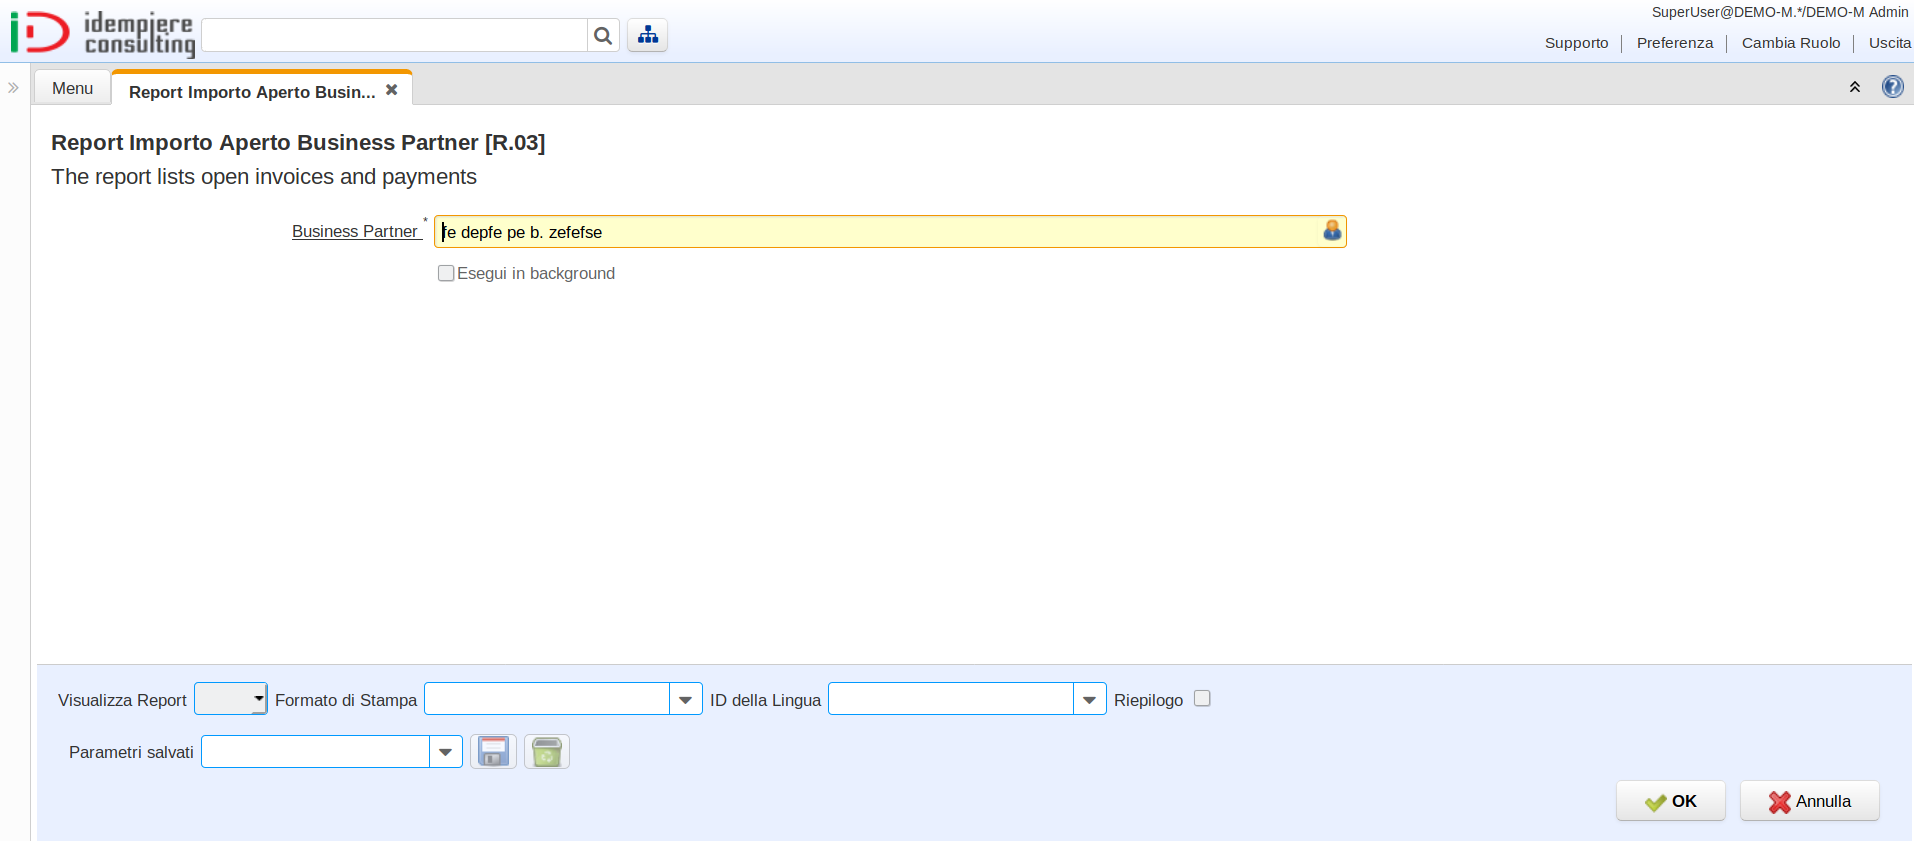 idempiere
consulting
SuperUser@DEMO-M.*/DEMO-M Admin
Supporto
Preferenza
Cambia Ruolo
Uscita
Menu
Report Importo Aperto Busin...
Report Importo Aperto Business Partner [R.03]
The report lists open invoices and payments
Business Partner * fe depfe pe b. zefefse
Esegui in background
Visualizza Report
Formato di Stampa
ID della Lingua
Riepilogo
Parametri salvati
OK
Annulla